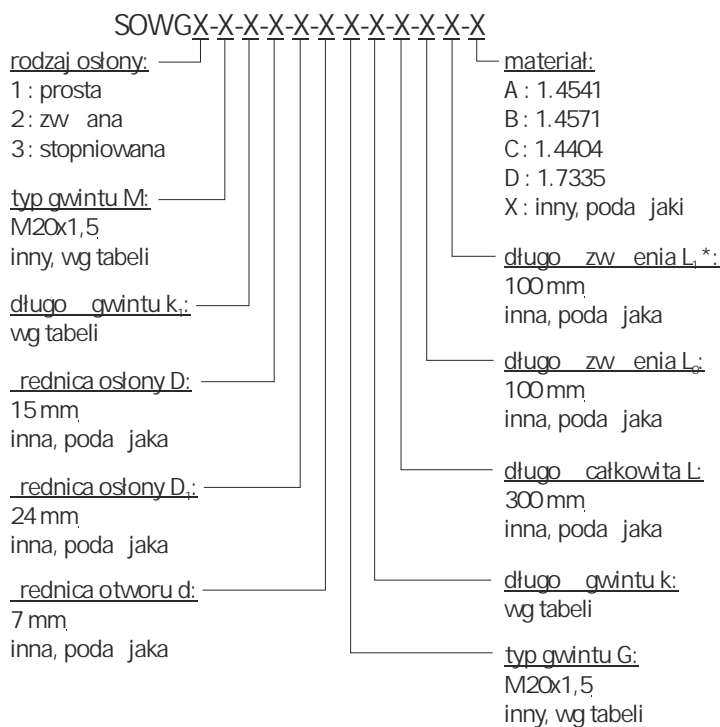 SOWGX-X-X-X-X-X-X-X-X-X-X-X
rodzaj osłony:
1 : prosta
2 : zw ana
3 : stopniowana
typ gwintu M:
M20x1,5
inny, wg tabeli
długo gwintu k₁:
wg tabeli
rednica osłony D:
15 mm
inna, poda jaka
rednica osłony D₁:
24 mm
inna, poda jaka
rednica otworu d:
7 mm
inna, poda jaka
materiał:
A : 1.4541
B : 1.4571
C : 1.4404
D : 1.7335
X : inny, poda jaki
długo zw enia L₁*:
100 mm
inna, poda jaka
długo zw enia L₀:
100 mm
inna, poda jaka
długo całkowita L:
300 mm
inna, poda jaka
długo gwintu k:
wg tabeli
typ gwintu G:
M20x1,5
inny, wg tabeli